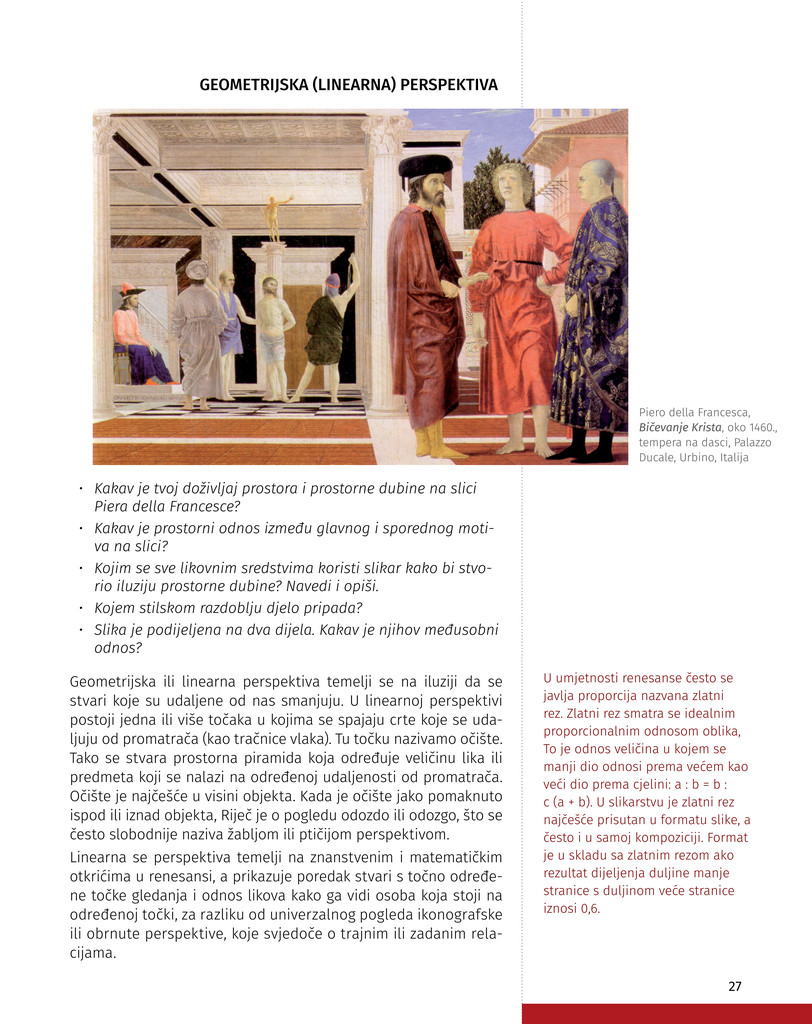 GEOMETRIJSKA (LINEARNA) PERSPEKTIVA
Piero della Francesca,
Bičevanje Krista, oko 1460.,
tempera na dasci, Palazzo
Ducale, Urbino, Italija
• Kakav je tvoj doživljaj prostora i prostorne dubine na slici
Piera della Francesce?
• Kakav je prostorni odnos između glavnog i sporednog moti-
va na slici?
• Kojim se sve likovnim sredstvima koristi slikar kako bi stvo-
rio iluziju prostorne dubine? Navedi i opiši.
• Kojem stilskom razdoblju djelo pripada?
• Slika je podijeljena na dva dijela. Kakav je njihov međusobni
odnos?
Geometrijska ili linearna perspektiva temelji se na iluziji da se
stvari koje su udaljene od nas smanjuju. U linearnoj perspektivi
postoji jedna ili više točaka u kojima se spajaju crte koje se uda-
ljuju od promatrača (kao tračnice vlaka). Tu točku nazivamo očište.
Tako se stvara prostorna piramida koja određuje veličinu lika ili
predmeta koji se nalazi na određenoj udaljenosti od promatrača.
Očište je najčešće u visini objekta. Kada je očište jako pomaknuto
ispod ili iznad objekta, Riječ je o pogledu odozdo ili odozgo, što se
često slobodnije naziva žabljom ili ptičijom perspektivom.
Linearna se perspektiva temelji na znanstvenim i matematičkim
otkrićima u renesansi, a prikazuje poredak stvari s točno određe-
ne točke gledanja i odnos likova kako ga vidi osoba koja stoji na
određenoj točki, za razliku od univerzalnog pogleda ikonografske
ili obrnute perspektive, koje svjedoče o trajnim ili zadanim rela-
cijama.
U umjetnosti renesanse često se
javlja proporcija nazvana zlatni
rez. Zlatni rez smatra se idealnim
proporcionalnim odnosom oblika,
To je odnos veličina u kojem se
manji dio odnosi prema većem kao
veći dio prema cjelini: a : b = b :
c (a + b). U slikarstvu je zlatni rez
najčešće prisutan u formatu slike, a
često i u samoj kompoziciji. Format
je u skladu sa zlatnim rezom ako
rezultat dijeljenja duljine manje
stranice s duljinom veće stranice
iznosi 0,6.
27